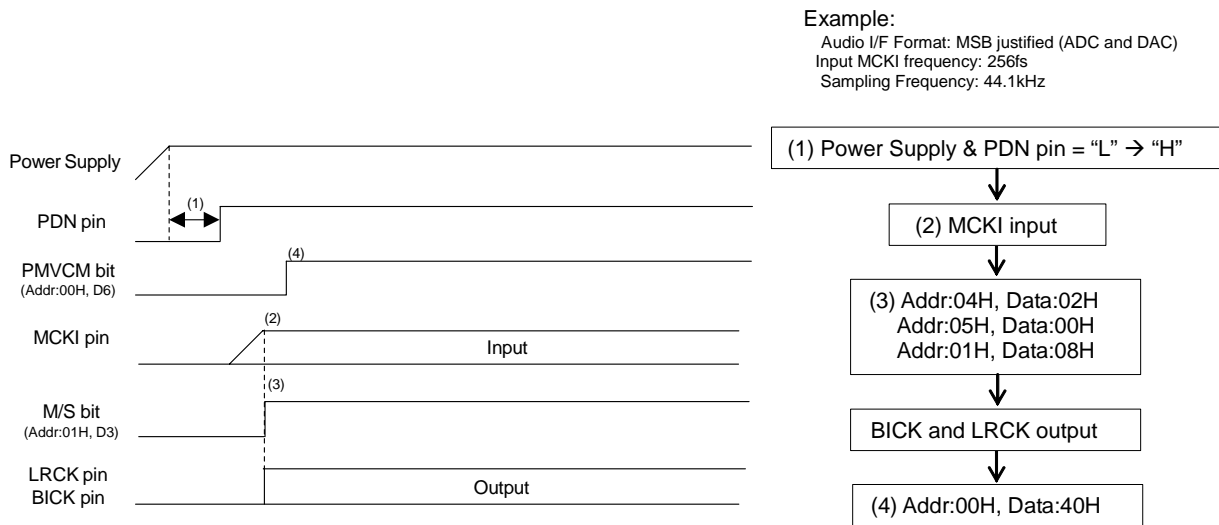 Example:
Audio I/F Format: MSB justified (ADC and DAC)
Input MCKI frequency: 256fs
Sampling Frequency: 44.1kHz
Power Supply
(1)
PDN pin
(4)
PMVCM bit
(Addr:00H, D6)
(2)
MCKI pin
Input
(3)
M/S bit
(Addr:01H, D3)
LRCK pin
BICK pin
Output
(1) Power Supply & PDN pin = “L” → “H”
(2) MCKI input
(3) Addr:04H, Data:02H
Addr:05H, Data:00H
Addr:01H, Data:08H
BICK and LRCK output
(4) Addr:00H, Data:40H